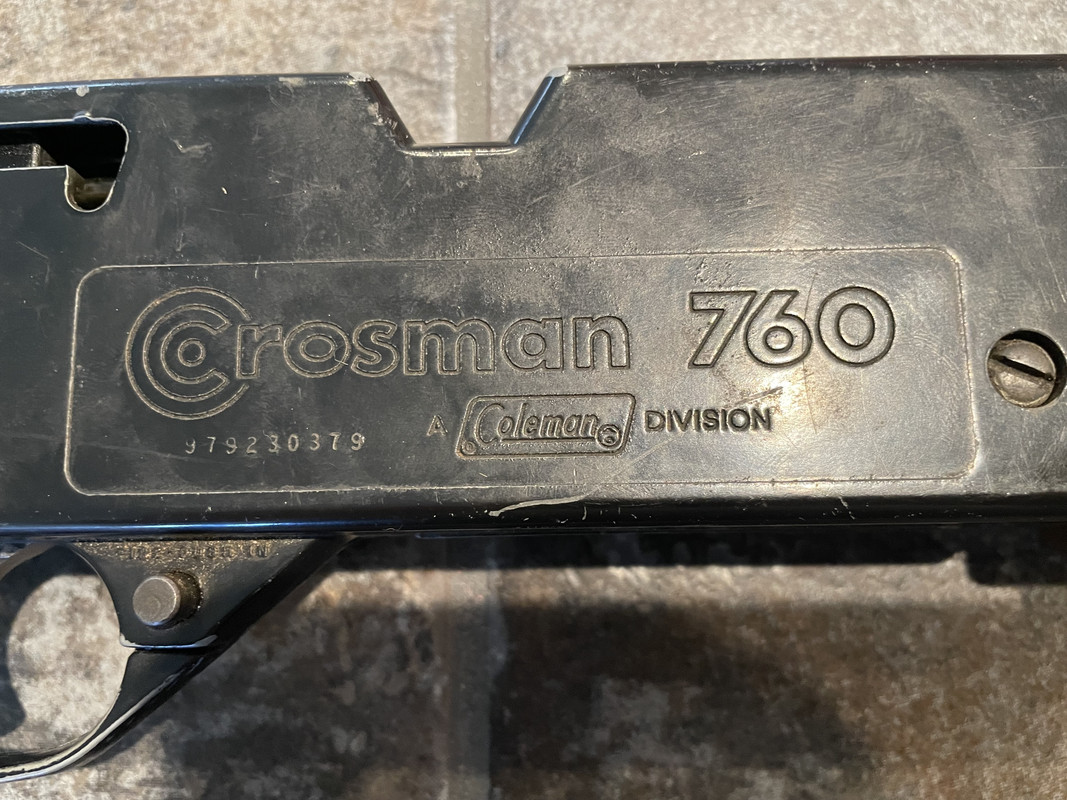 Crosman 760
A Coleman DIVISION
979230379